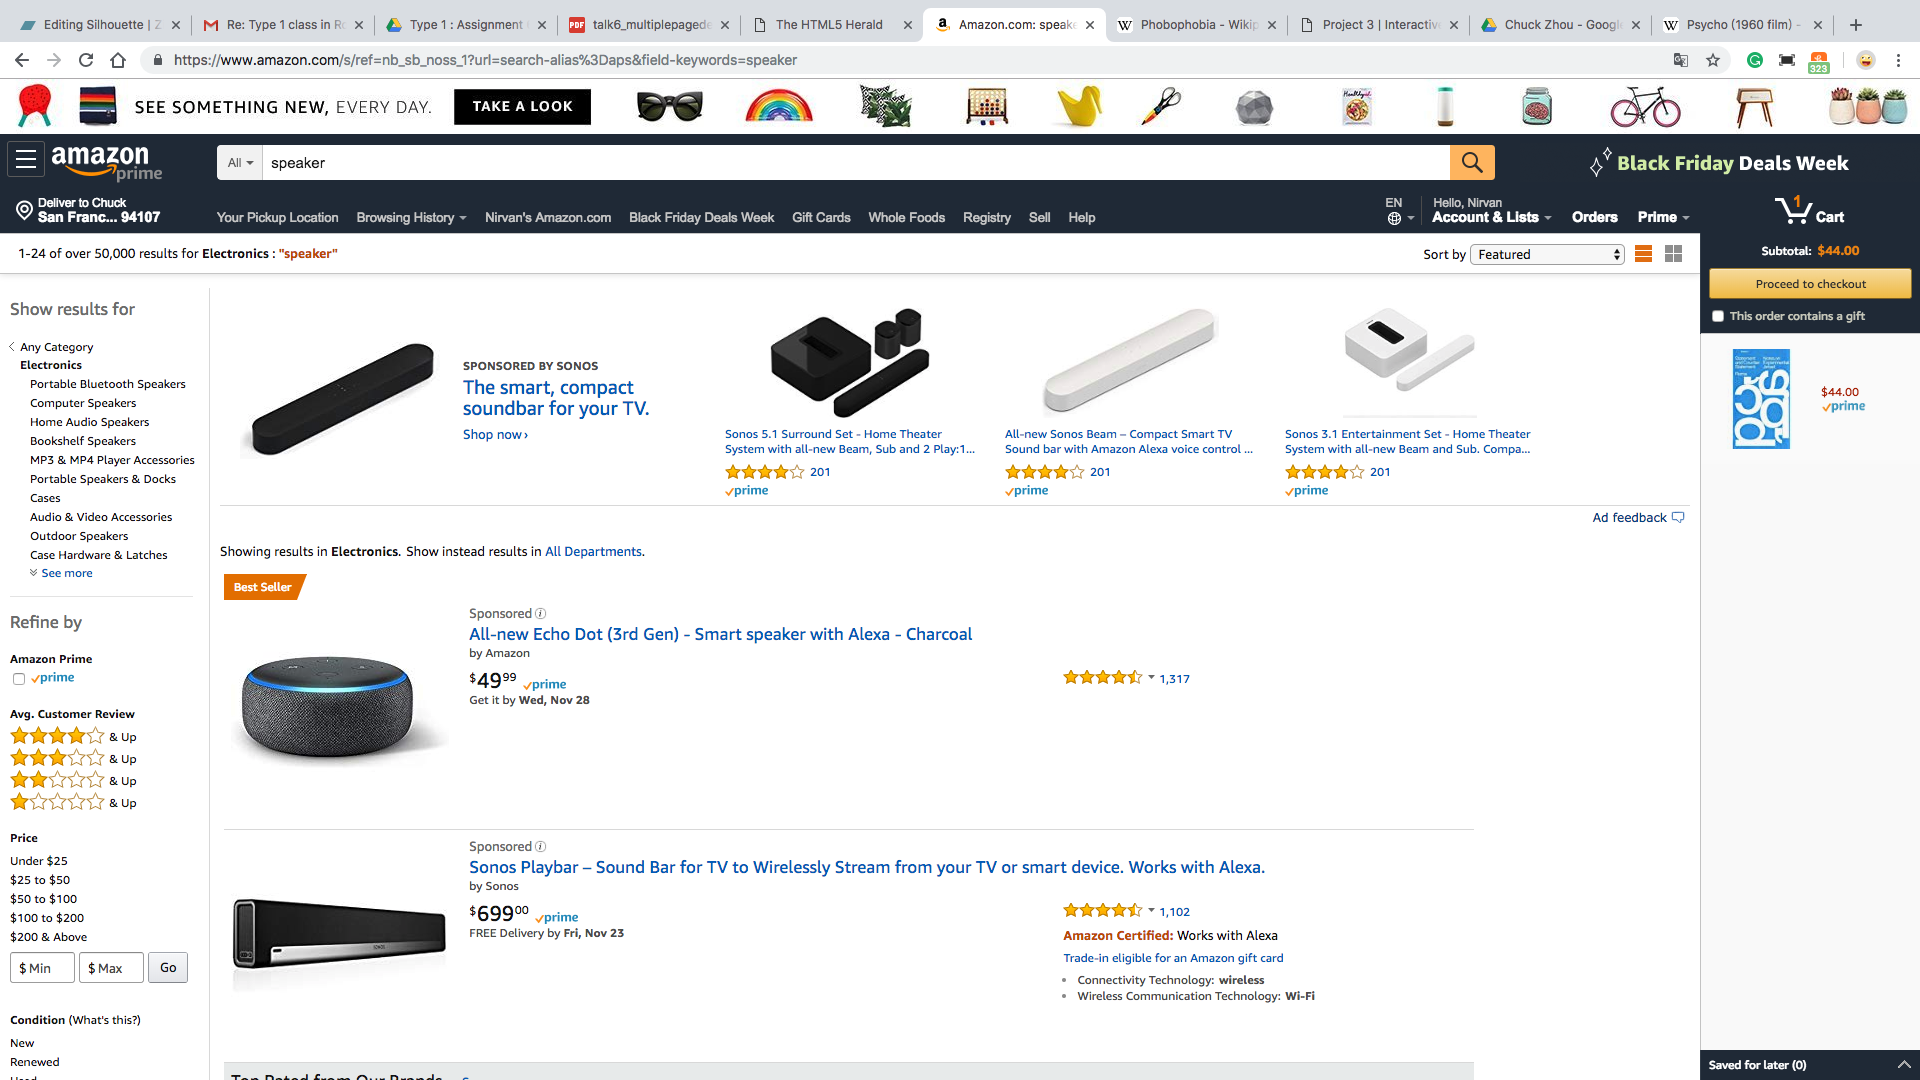 Editing Silhouette | Z
Re: Type 1 class in Ro
Type 1 : Assignment
talk6_multiplepagede
The HTML5 Herald
Amazon.com: speake
Phobophobia - Wikip
Project 3 | Interactive
Chuck Zhou - Google
Psycho (1960 film) -
https://www.amazon.com/s/ref=nb_sb_noss_1?url=search-alias%3Daps&field-keywords=speaker
323
SEE SOMETHING NEW, EVERY DAY.
TAKE A LOOK
amazon
prime
All
speaker
Black Friday Deals Week
Deliver to Chuck
San Franc... 94107
Your Pickup Location
Browsing History
Nirvan's Amazon.com
Black Friday Deals Week
Gift Cards
Whole Foods
Registry
Sell
Help
EN
Hello, Nirvan
Account & Lists
Orders
Prime
1
Cart
1-24 of over 50,000 results for Electronics : "speaker"
Sort by Featured
Subtotal: $44.00
Proceed to checkout
This order contains a gift
$44.00
prime
Show results for
Any Category
Electronics
Portable Bluetooth Speakers
Computer Speakers
Home Audio Speakers
Bookshelf Speakers
MP3 & MP4 Player Accessories
Portable Speakers & Docks
Cases
Audio & Video Accessories
Outdoor Speakers
Case Hardware & Latches
See more
Refine by
Amazon Prime
prime
Avg. Customer Review
& Up
& Up
& Up
& Up
Price
Under $25
$25 to $50
$50 to $100
$100 to $200
$200 & Above
$ Min
$ Max
Go
Condition (What's this?)
New
Renewed
Used
SPONSORED BY SONOS
The smart, compact
soundbar for your TV.
Shop now ›
Sonos 5.1 Surround Set - Home Theater
System with all-new Beam, Sub and 2 Play:1...
201
prime
All-new Sonos Beam – Compact Smart TV
Sound bar with Amazon Alexa voice control ...
201
prime
Sonos 3.1 Entertainment Set - Home Theater
System with all-new Beam and Sub. Compa...
201
prime
Ad feedback
Showing results in Electronics. Show instead results in All Departments.
Best Seller
Sponsored
All-new Echo Dot (3rd Gen) - Smart speaker with Alexa - Charcoal
by Amazon
$49 99 prime
Get it by Wed, Nov 28
1,317
Sponsored
Sonos Playbar – Sound Bar for TV to Wirelessly Stream from your TV or smart device. Works with Alexa.
by Sonos
$699 00 prime
FREE Delivery by Fri, Nov 23
1,102
Amazon Certified: Works with Alexa
Trade-in eligible for an Amazon gift card
Connectivity Technology: wireless
Wireless Communication Technology: Wi-Fi
SONOS
Top Rated from Our Brands
Saved for later (0)